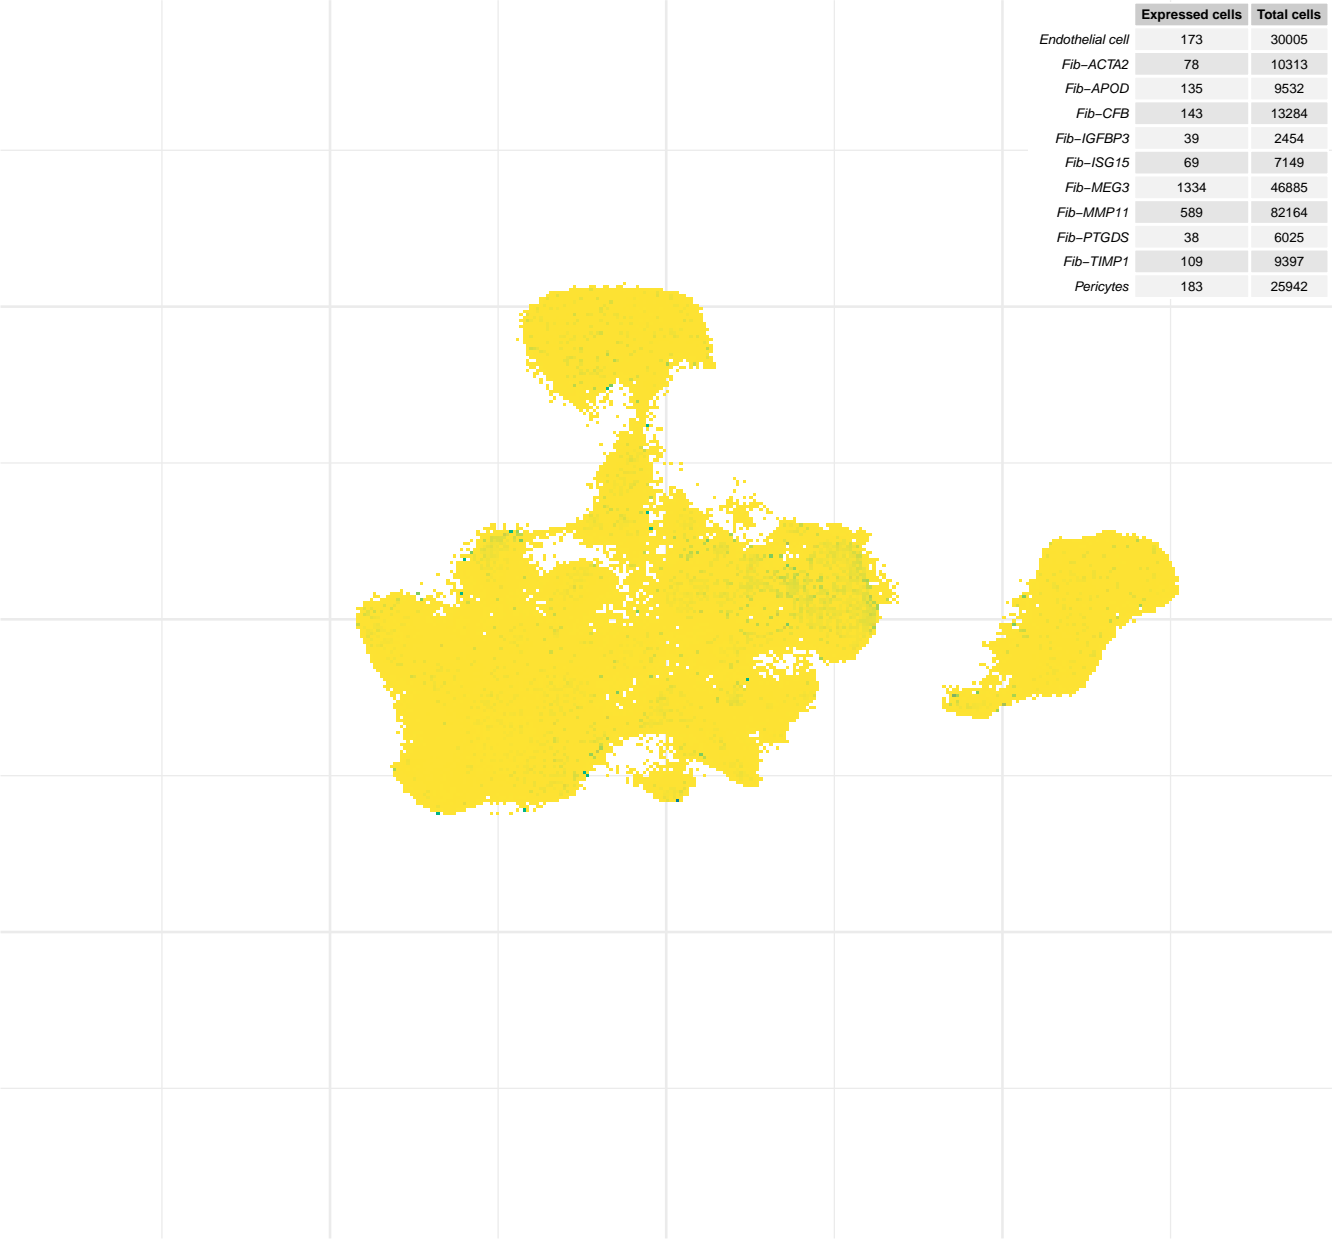 Expressed cells Total cells
Endothelial cell 173 30005
Fib−ACTA2 78 10313
Fib−APOD 135 9532
Fib−CFB 143 13284
Fib−IGFBP3 39 2454
Fib−ISG15 69 7149
Fib−MEG3 1334 46885
Fib−MMP11 589 82164
Fib−PTGDS 38 6025
Fib−TIMP1 109 9397
Pericytes 183 25942